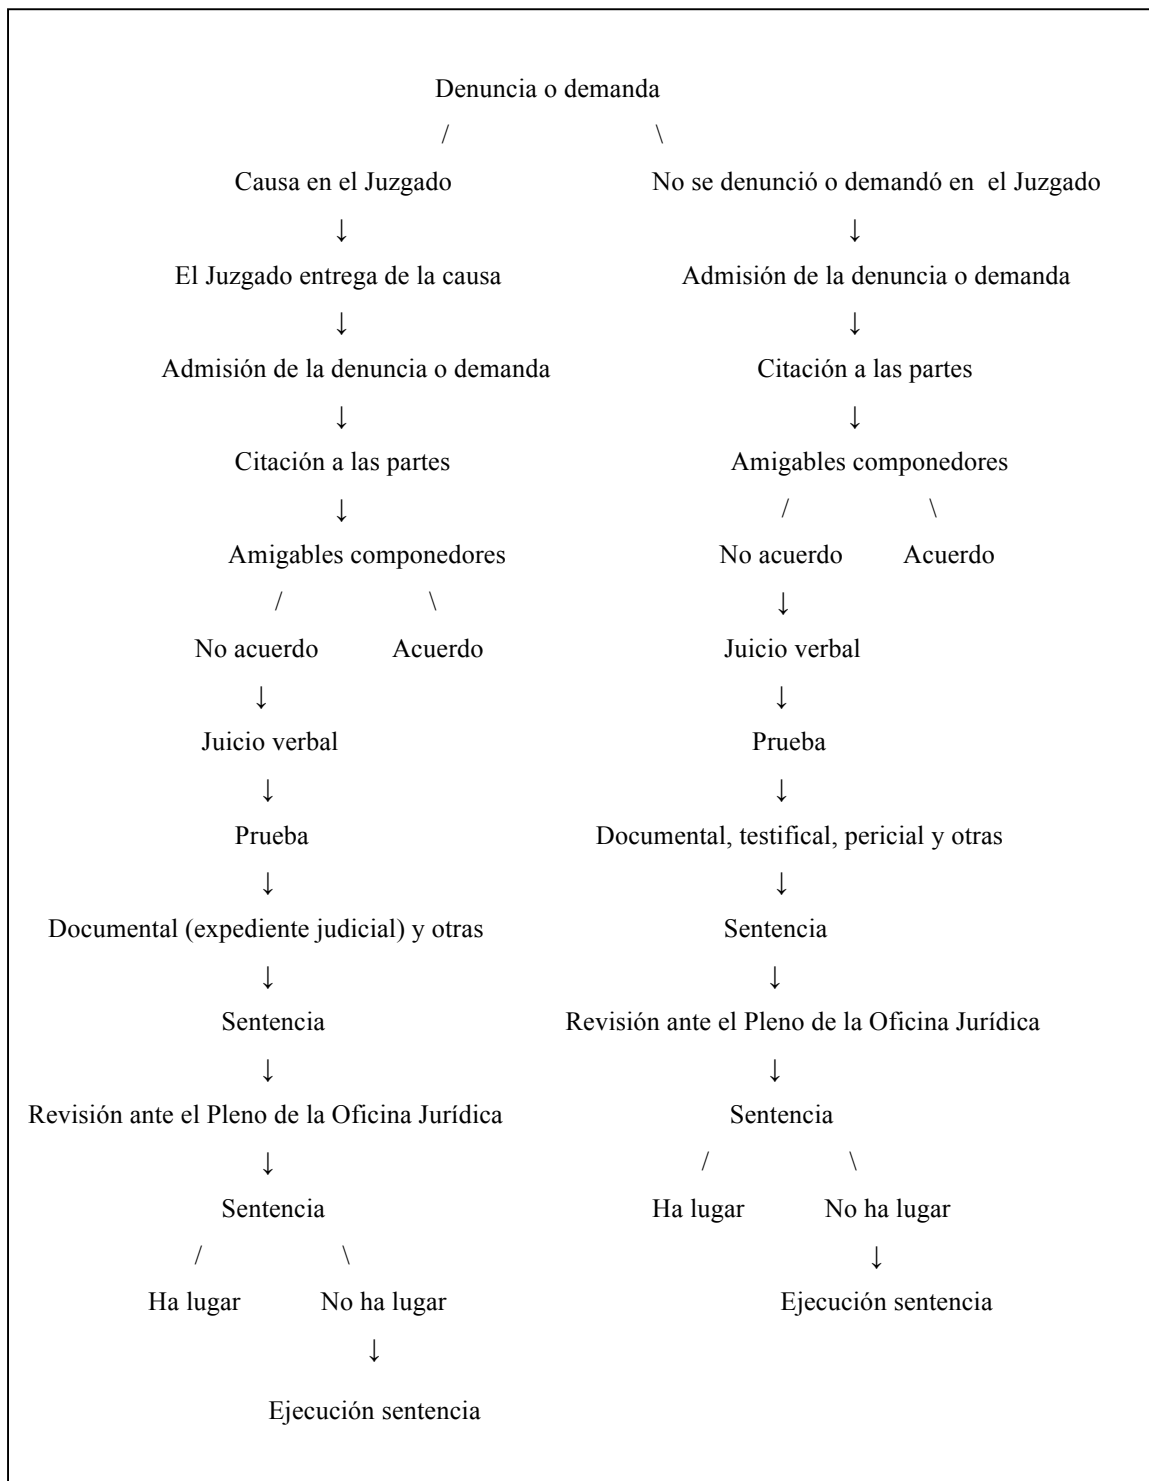 Denuncia o demanda
/ \
Causa en el Juzgado No se denunció o demandó en el Juzgado
↓ ↓
El Juzgado entrega de la causa Admisión de la denuncia o demanda
↓ ↓
Admisión de la denuncia o demanda Citación a las partes
↓ ↓
Citación a las partes Amigables componedores
↓ / \
Amigables componedores No acuerdo Acuerdo
/ \ ↓
No acuerdo Acuerdo Juicio verbal
↓ ↓
Juicio verbal Prueba
↓ ↓
Prueba Documental, testifical, pericial y otras
↓ ↓
Documental (expediente judicial) y otras Sentencia
↓ ↓
Sentencia Revisión ante el Pleno de la Oficina Jurídica
↓ ↓
Revisión ante el Pleno de la Oficina Jurídica Sentencia
↓ / \
Sentencia Ha lugar No ha lugar
/ \ ↓
Ha lugar No ha lugar Ejecución sentencia
↓
Ejecución sentencia